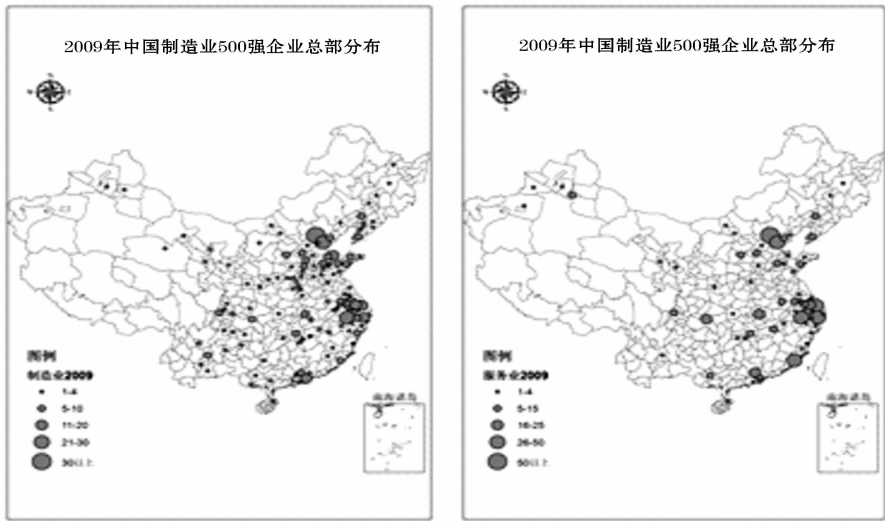 2009年中国制造业500强企业总部分布
图例
制造业2009
1-4
5-10
11-20
21-30
30以上
南海诸岛
2009年中国制造业500强企业总部分布
图例
服务业2009
1-4
5-15
16-25
26-50
50以上
南海诸岛